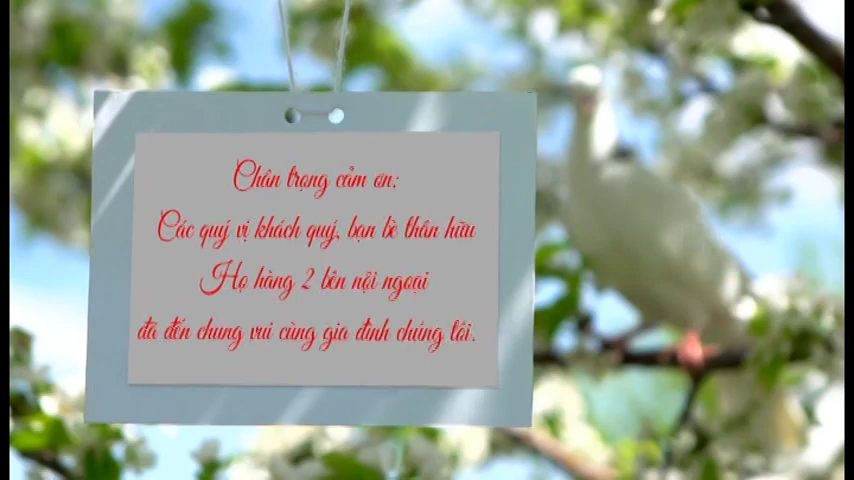 Chân trọng cảm ơn:
Các quý vị khách quý, bạn bè thân hữu
Họ hàng 2 bên nội ngoại
đã đến chung vui cùng gia định chúng tôi.